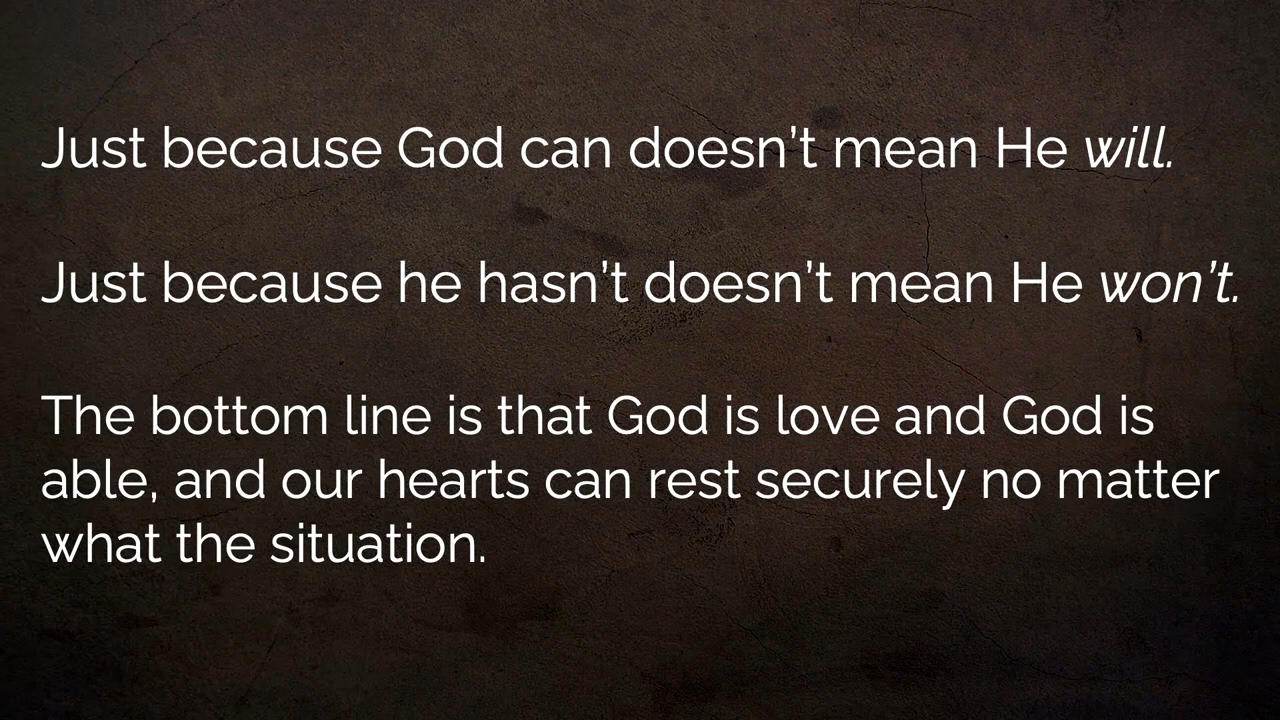 Just because God can doesn’t mean He will.
Just because he hasn’t doesn’t mean He won’t.
The bottom line is that God is love and God is
able, and our hearts can rest securely no matter
what the situation.